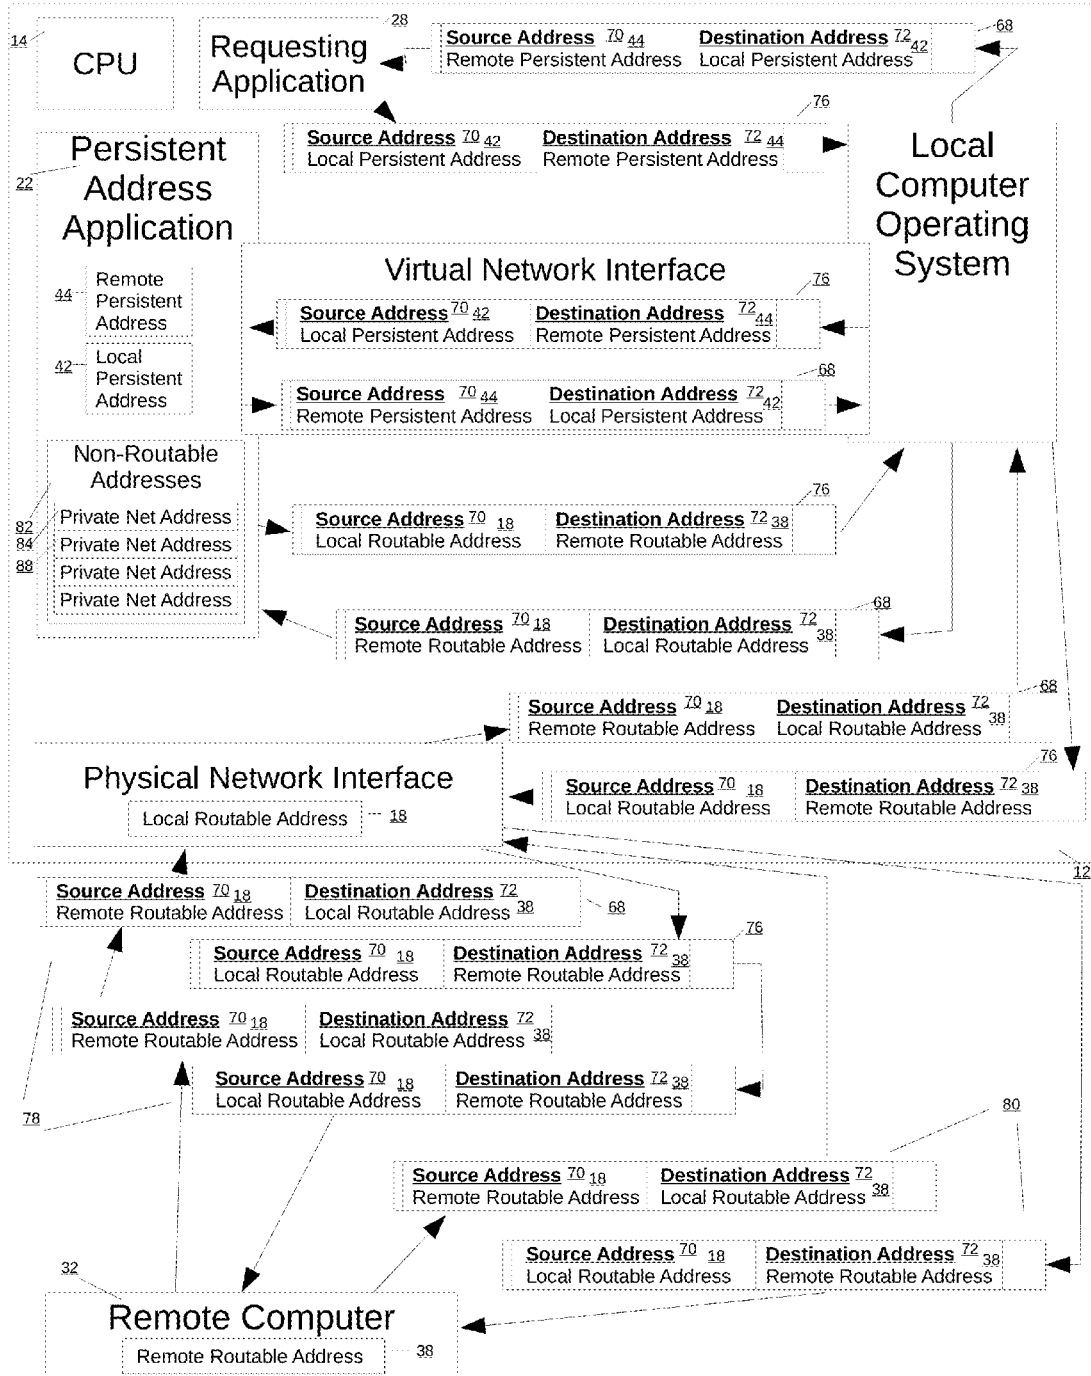 14
CPU
28
Requesting
Application
Source Address 70 44 Destination Address 72 42
Remote Persistent Address Local Persistent Address
68
76
Source Address 70 42 Destination Address 72 44
Local Persistent Address Remote Persistent Address
Local
Computer
Operating
System
Persistent
Address
Application
22
Virtual Network Interface
76
Source Address 70 42 Destination Address 72 44
Local Persistent Address Remote Persistent Address
44
Remote
Persistent
Address
42
Local
Persistent
Address
68
Source Address 70 44 Destination Address 72 42
Remote Persistent Address Local Persistent Address
Non-Routable
Addresses
82
84
88
Private Net Address
Private Net Address
Private Net Address
Private Net Address
76
Source Address 70 18 Destination Address 72 38
Local Routable Address Remote Routable Address
68
Source Address 70 18 Destination Address 72 38
Remote Routable Address Local Routable Address
68
Source Address 70 18 Destination Address 72 38
Remote Routable Address Local Routable Address
Physical Network Interface
Local Routable Address 18
76
Source Address 70 18 Destination Address 72 38
Local Routable Address Remote Routable Address
12
Source Address 70 18 Destination Address 72 38
Remote Routable Address Local Routable Address
68
76
Source Address 70 18 Destination Address 72 38
Local Routable Address Remote Routable Address
Source Address 70 18 Destination Address 72 38
Remote Routable Address Local Routable Address
Source Address 70 18 Destination Address 72 38
Local Routable Address Remote Routable Address
78
80
Source Address 70 18 Destination Address 72 38
Remote Routable Address Local Routable Address
Source Address 70 18 Destination Address 72 38
Local Routable Address Remote Routable Address
32
Remote Computer
Remote Routable Address 38